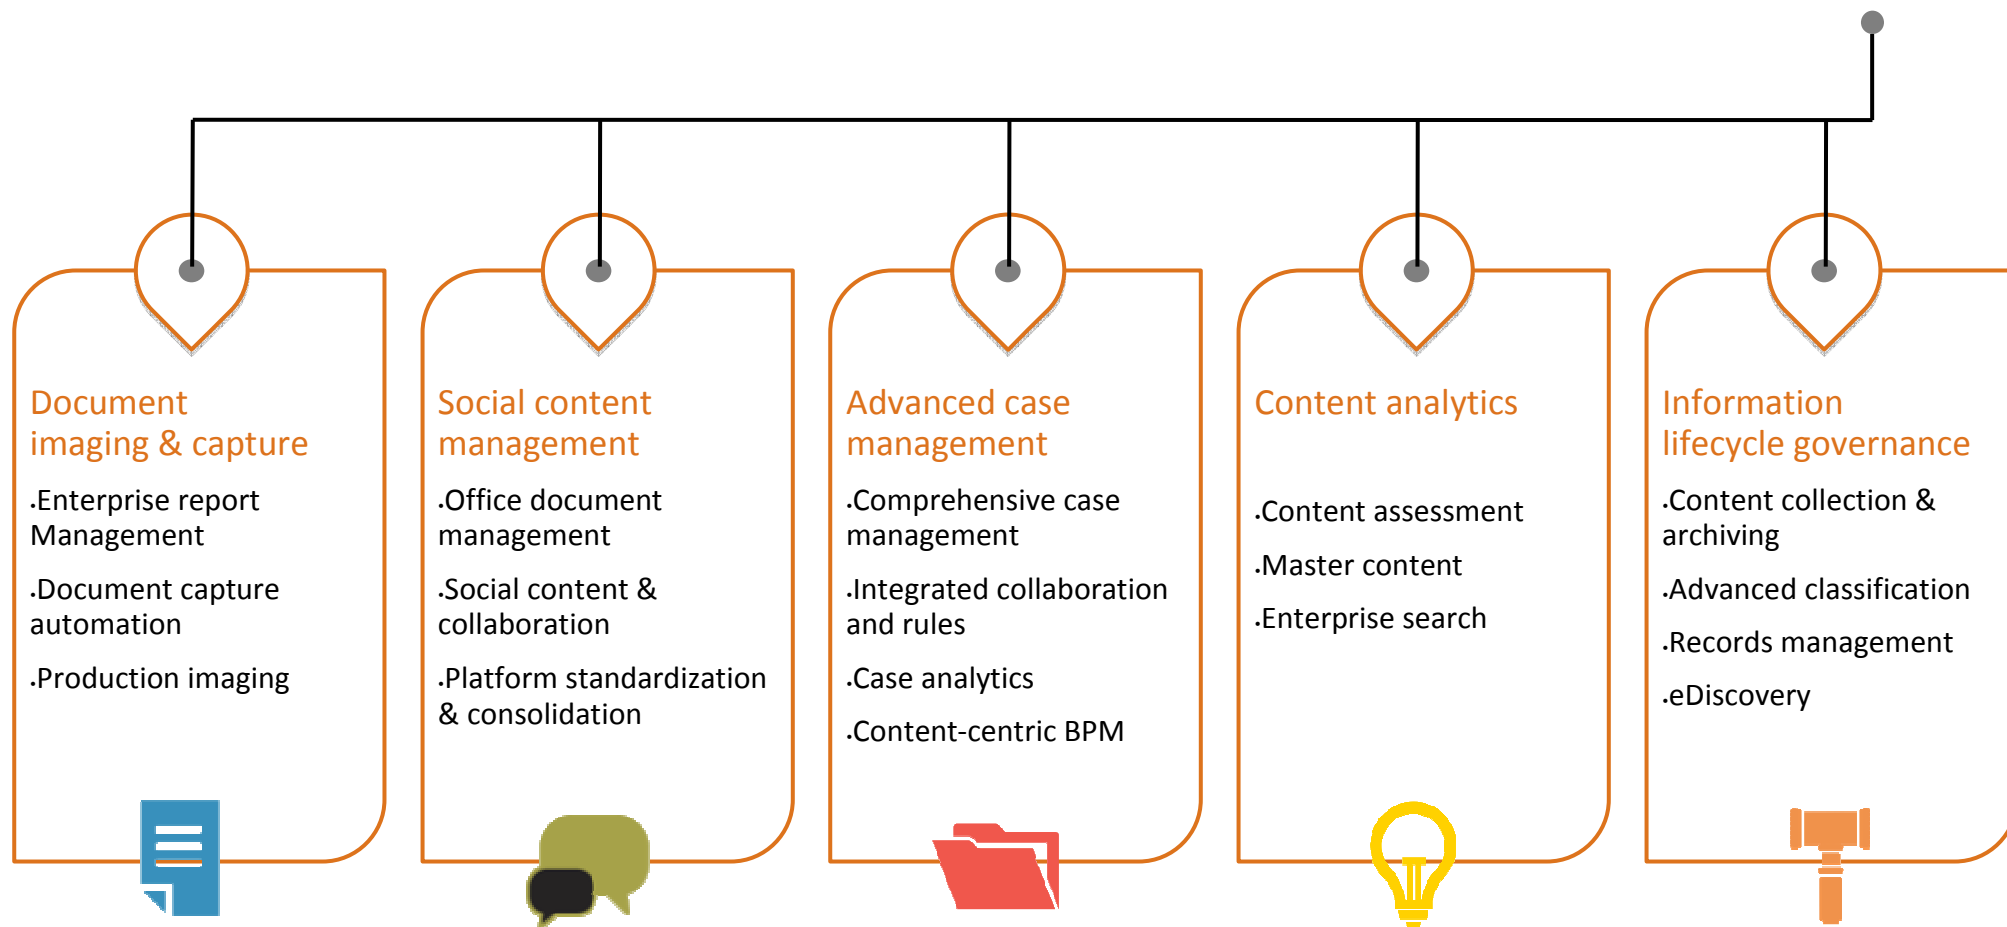 Document
imaging & capture
.Enterprise report
Management
.Document capture
automation
.Production imaging
Social content
management
.Office document
management
.Social content &
collaboration
.Platform standardization
& consolidation
Advanced case
management
.Comprehensive case
management
.Integrated collaboration
and rules
.Case analytics
.Content-centric BPM
Content analytics
.Content assessment
.Master content
.Enterprise search
Information
lifecycle governance
.Content collection &
archiving
.Advanced classification
.Records management
.eDiscovery